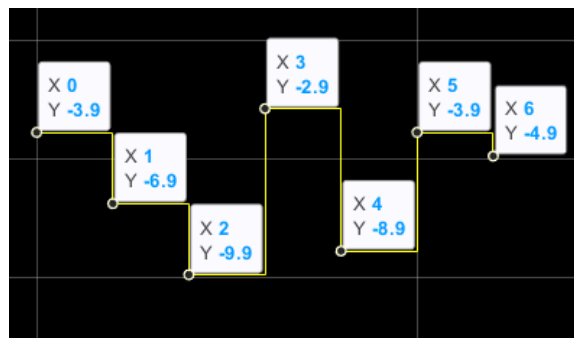 X 0
Y -3.9
X 1
Y -6.9
X 2
Y -9.9
X 3
Y -2.9
X 4
Y -8.9
X 5
Y -3.9
X 6
Y -4.9